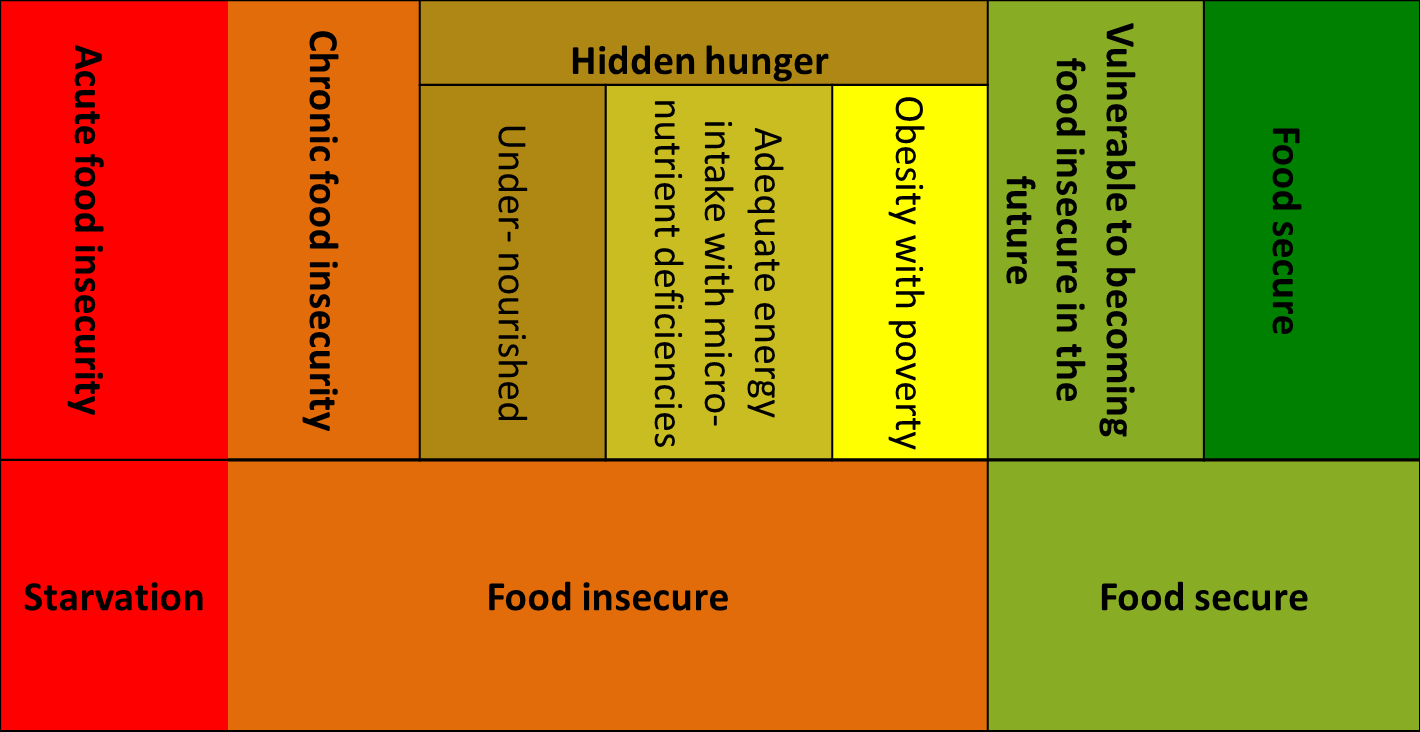 Acute food insecurity
Chronic food insecurity
Hidden hunger
Under- nourished
Adequate energy
intake with micro-
nutrient deficiencies
Obesity with poverty
Vulnerable to becoming
food insecure in the
future
Food secure
Starvation
Food insecure
Food secure